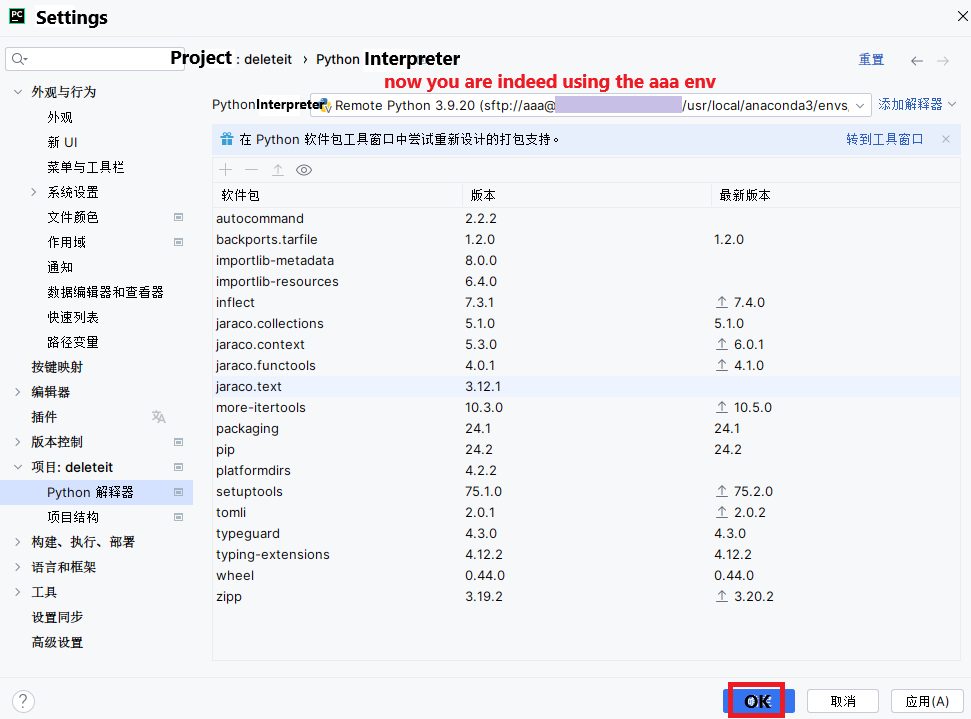 PC Settings
Project : deleteit › Python Interpreter
重置
now you are indeed using the aaa env
PythonInterpreter Remote Python 3.9.20 (sftp://aaa@ /usr/local/anaconda3/envs, 添加解释器
在 Python 软件包工具窗口中尝试重新设计的打包支持。 转到工具窗口
外观与行为
外观
新 UI
菜单与工具栏
系统设置
文件颜色
作用域
通知
数据编辑器和查看器
快速列表
路径变量
按键映射
编辑器
插件
版本控制
项目: deleteit
Python 解释器
项目结构
构建、执行、部署
语言和框架
工具
设置同步
高级设置
软件包 版本 最新版本
autocommand 2.2.2
backports.tarfile 1.2.0 1.2.0
importlib-metadata 8.0.0
importlib-resources 6.4.0
inflect 7.3.1 7.4.0
jaraco.collections 5.1.0 5.1.0
jaraco.context 5.3.0 6.0.1
jaraco.functools 4.0.1 4.1.0
jaraco.text 3.12.1
more-itertools 10.3.0 10.5.0
packaging 24.1 24.1
pip 24.2 24.2
platformdirs 4.2.2
setuptools 75.1.0 75.2.0
tomli 2.0.1 2.0.2
typeguard 4.3.0 4.3.0
typing-extensions 4.12.2 4.12.2
wheel 0.44.0 0.44.0
zipp 3.19.2 3.20.2
? OK 取消 应用(A)